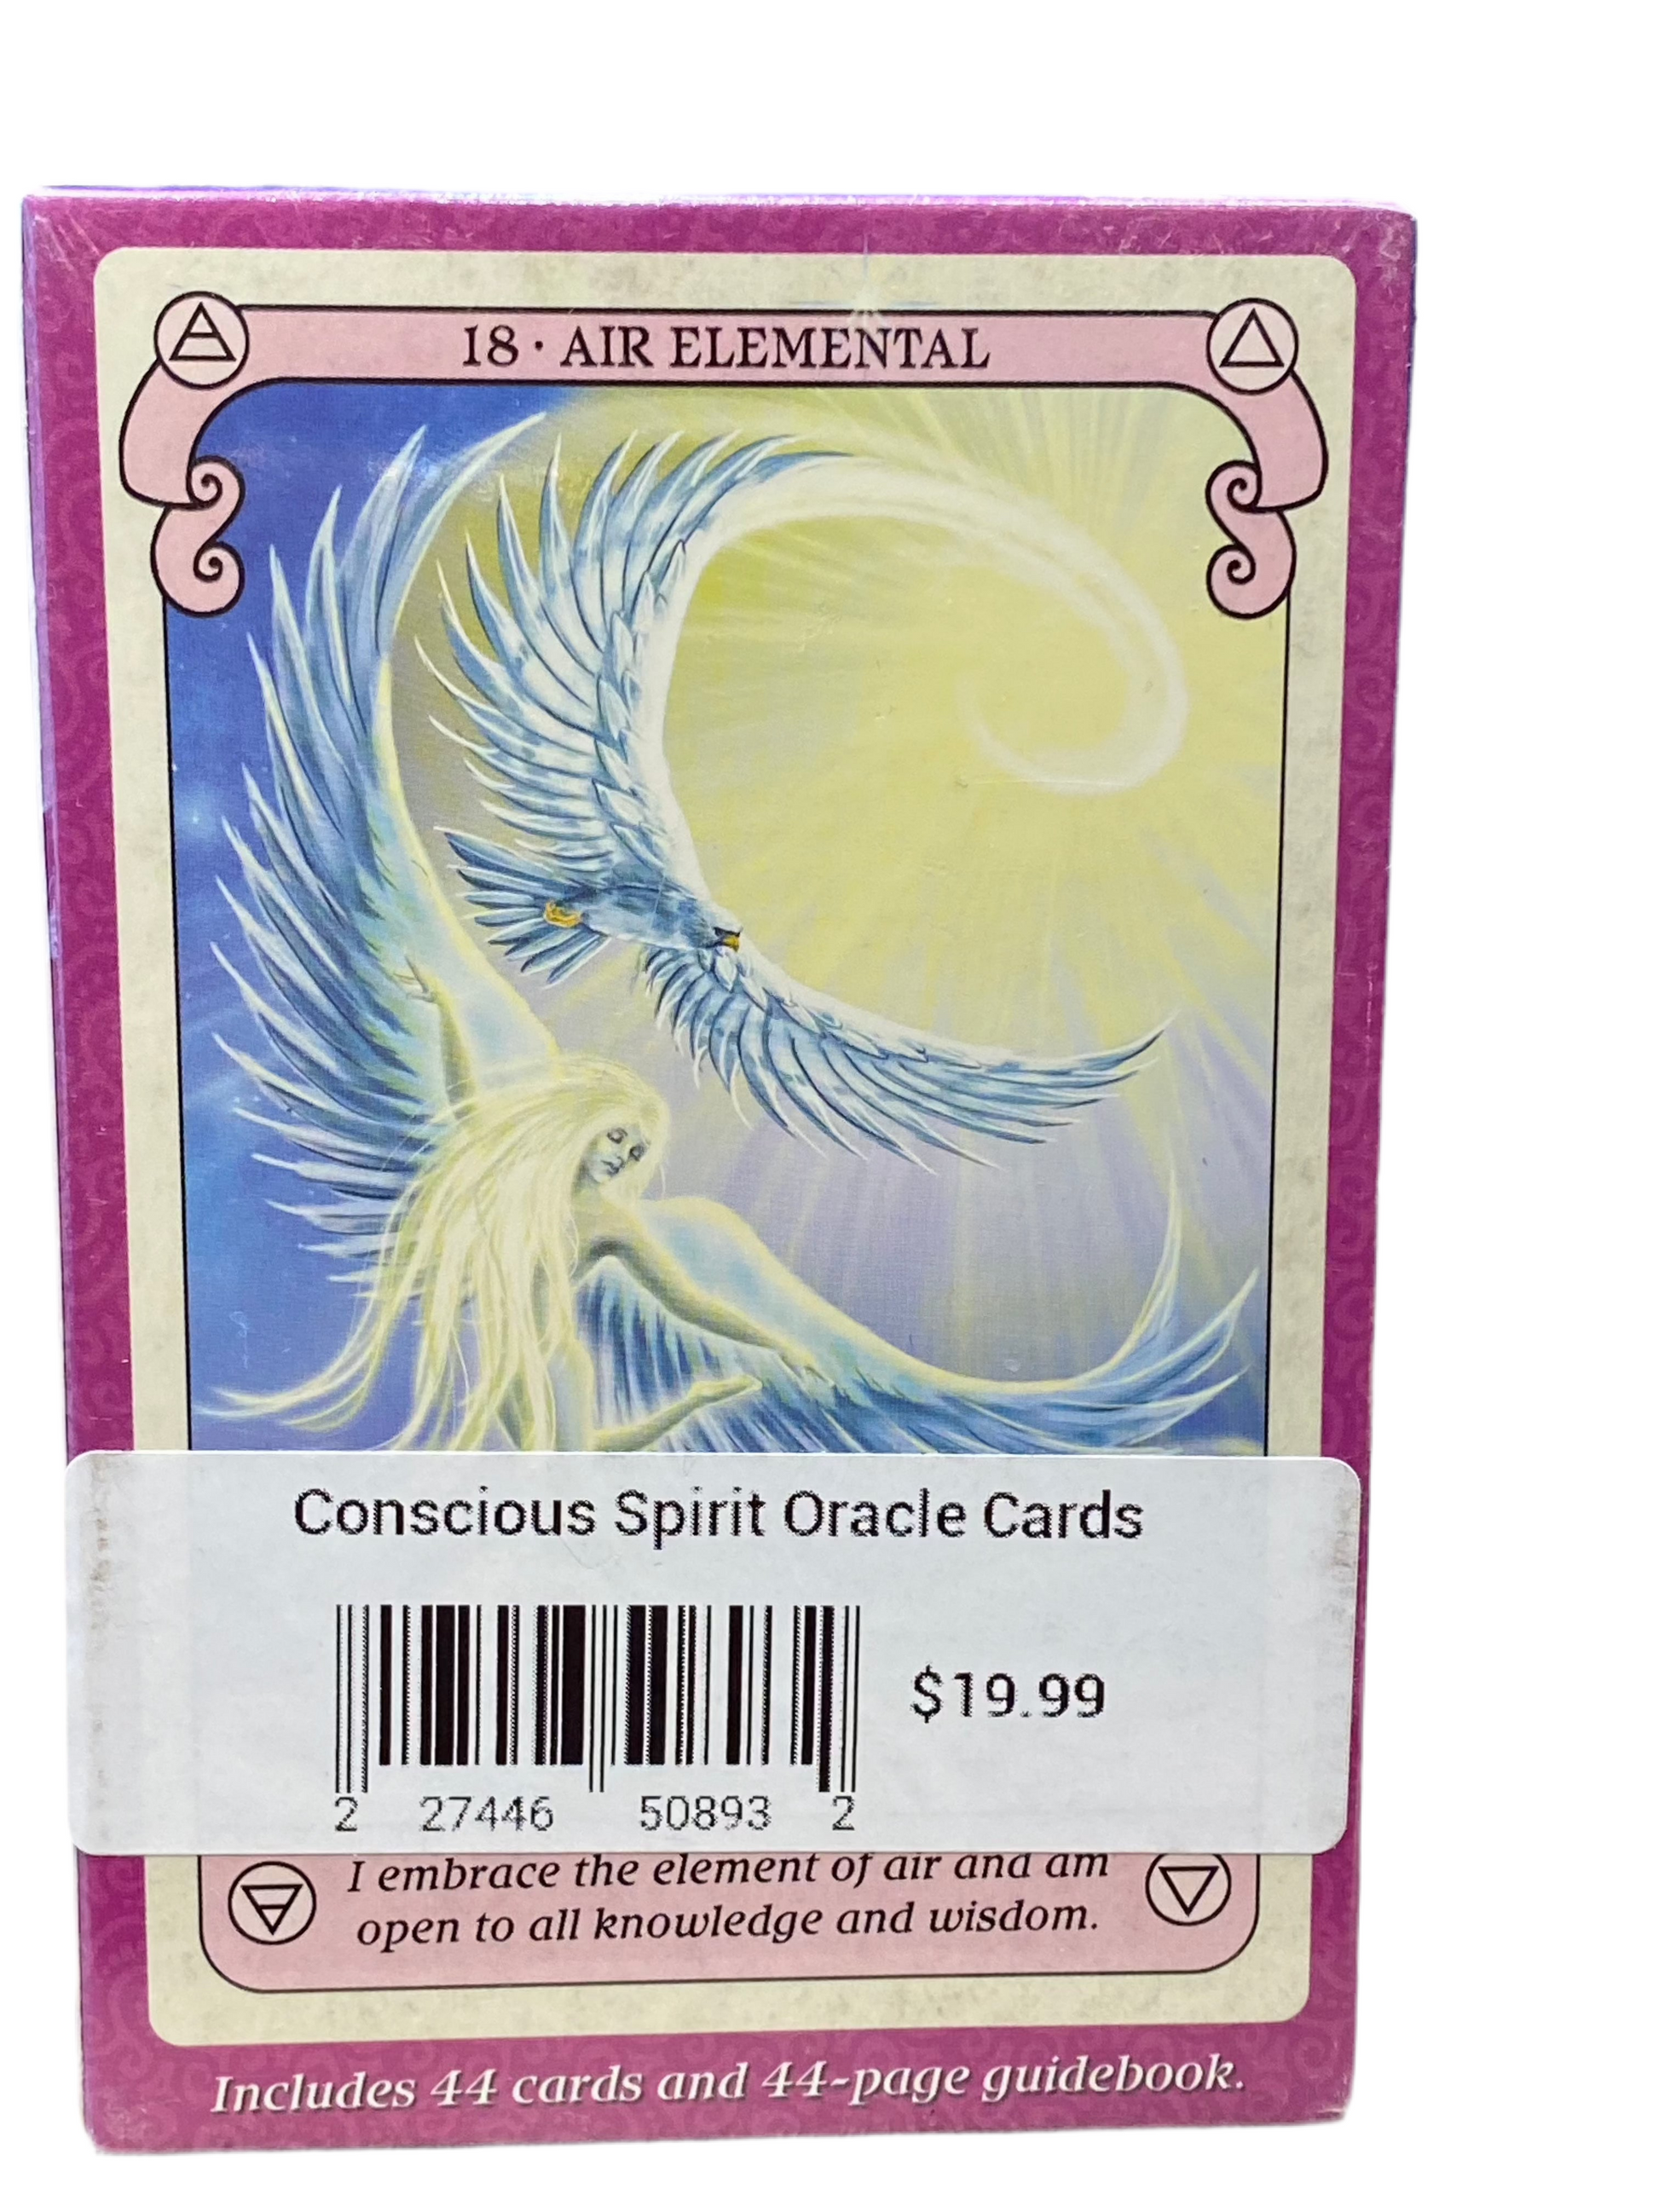 18 · AIR ELEMENTAL
Conscious Spirit Oracle Cards
$19.99
2 27446 50893 2
I embrace the element of air and am
open to all knowledge and wisdom.
Includes 44 cards and 44-page guidebook.